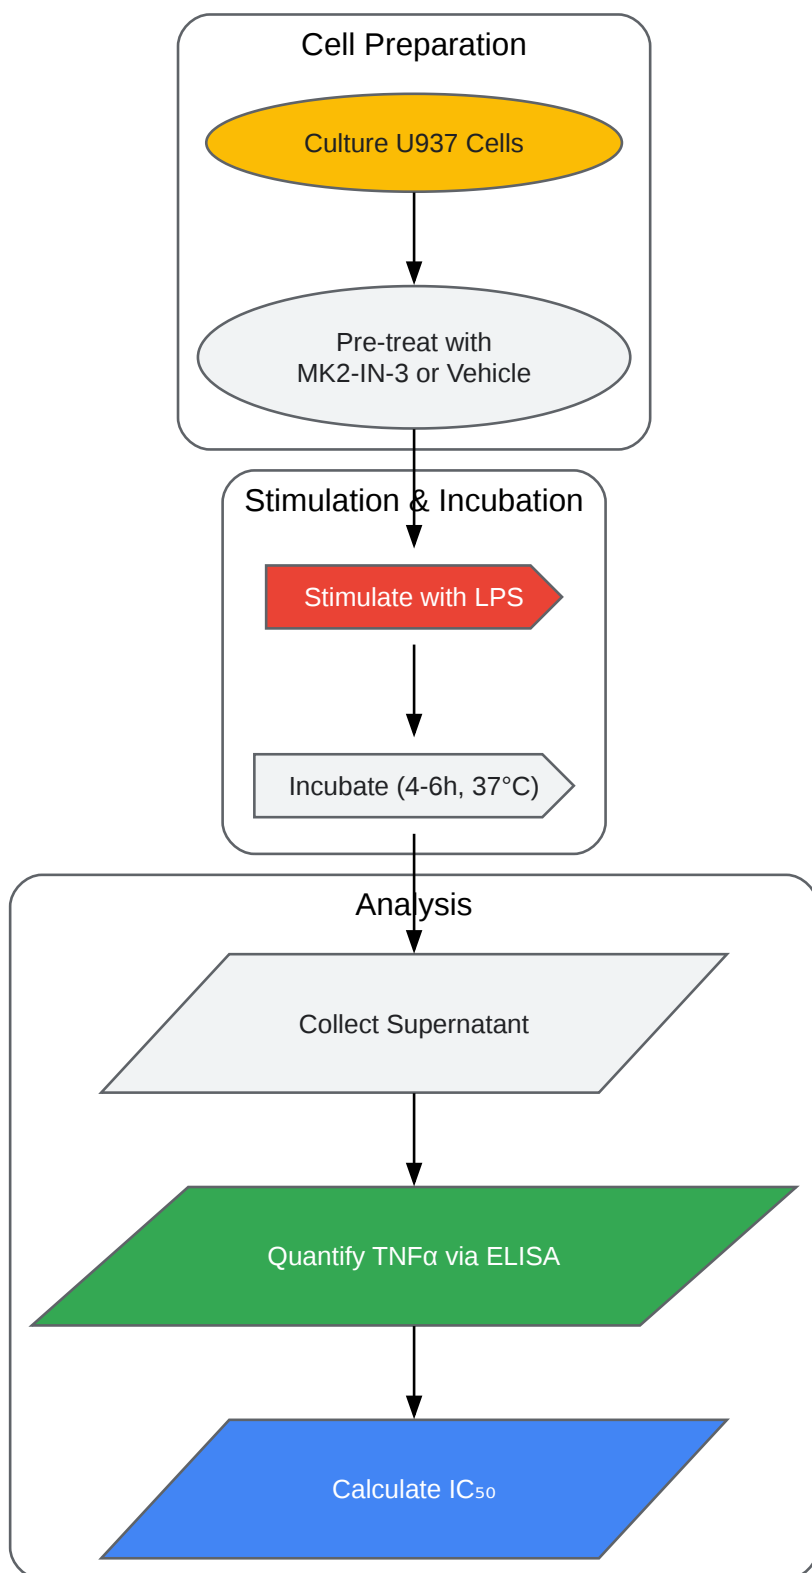 Cell Preparation
Culture U937 Cells
Pre-treat with
MK2-IN-3 or Vehicle
Stimulation & Incubation
Stimulate with LPS
Incubate (4-6h, 37°C)
Analysis
Collect Supernatant
Quantify TNFα via ELISA
Calculate IC₅₀